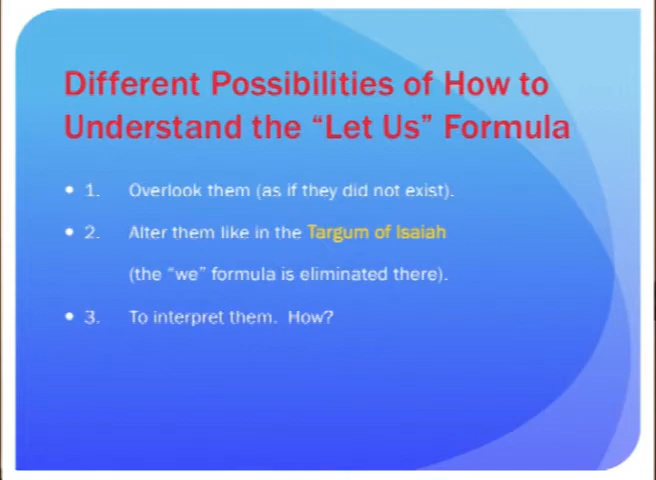 Different Possibilities of How to
Understand the “Let Us” Formula
• 1. Overlook them (as if they did not exist).
• 2. Alter them like in the Targum of Isaiah
(the “we” formula is eliminated there).
• 3. To interpret them. How?